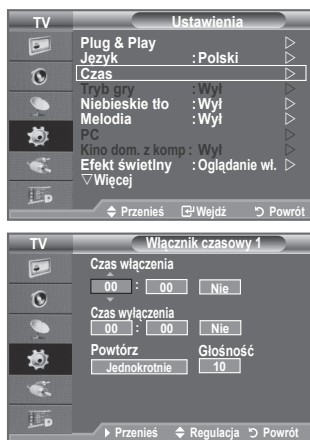 TV Ustawienia
Plug & Play
Język : Polski
Czas
Tryb gry : Wył
Niebieskie tło : Wył
Melodia : Wył
PC
Kino dom. z komp : Wył
Efekt świetlny : Oglądanie wł.
Więcej
Przenieś Wejdź Powrót
TV Włącznik czasowy 1
Czas włączenia
00 : 00 Nie
Czas wyłączenia
00 : 00 Nie
Powtórz Głośność
Jednokrotnie 10
Przenieś Regulacja Powrót